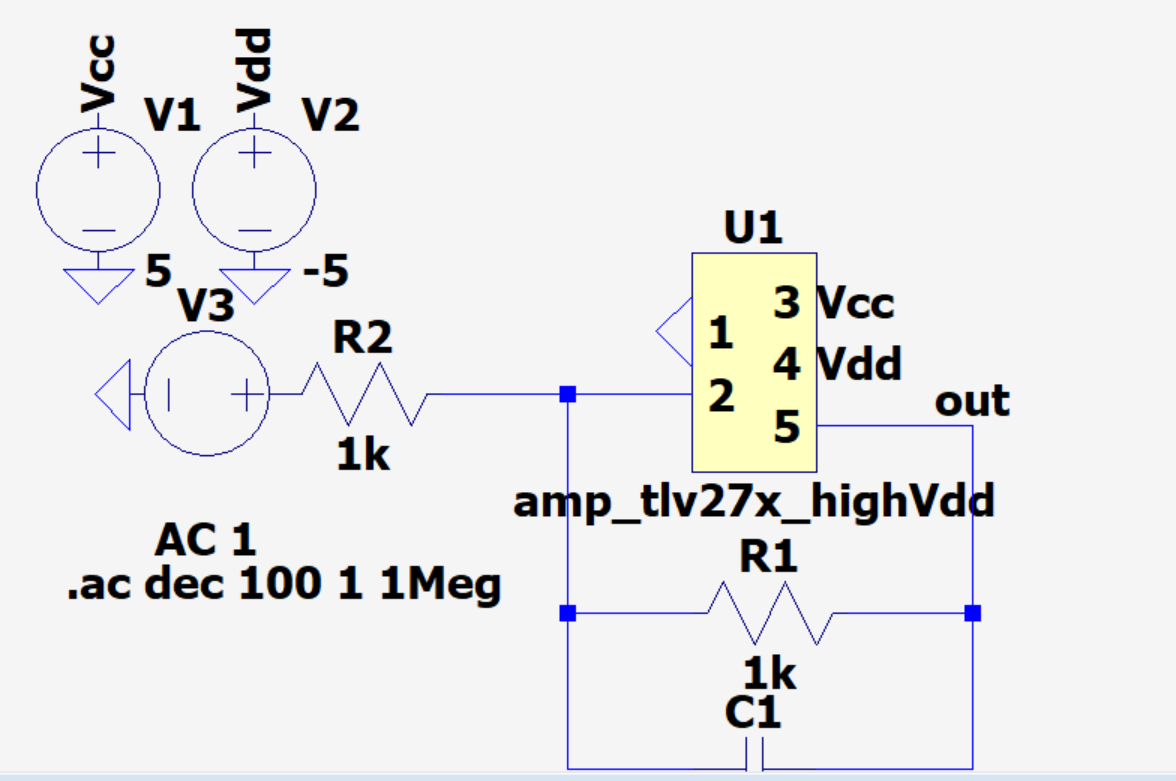 Vcc
V1
5
Vdd
V2
-5
V3
R2
1k
AC 1
.ac dec 100 1 1Meg
U1
1
2
3
4
5
Vcc
Vdd
out
amp_tlv27x_highVdd
R1
1k
C1